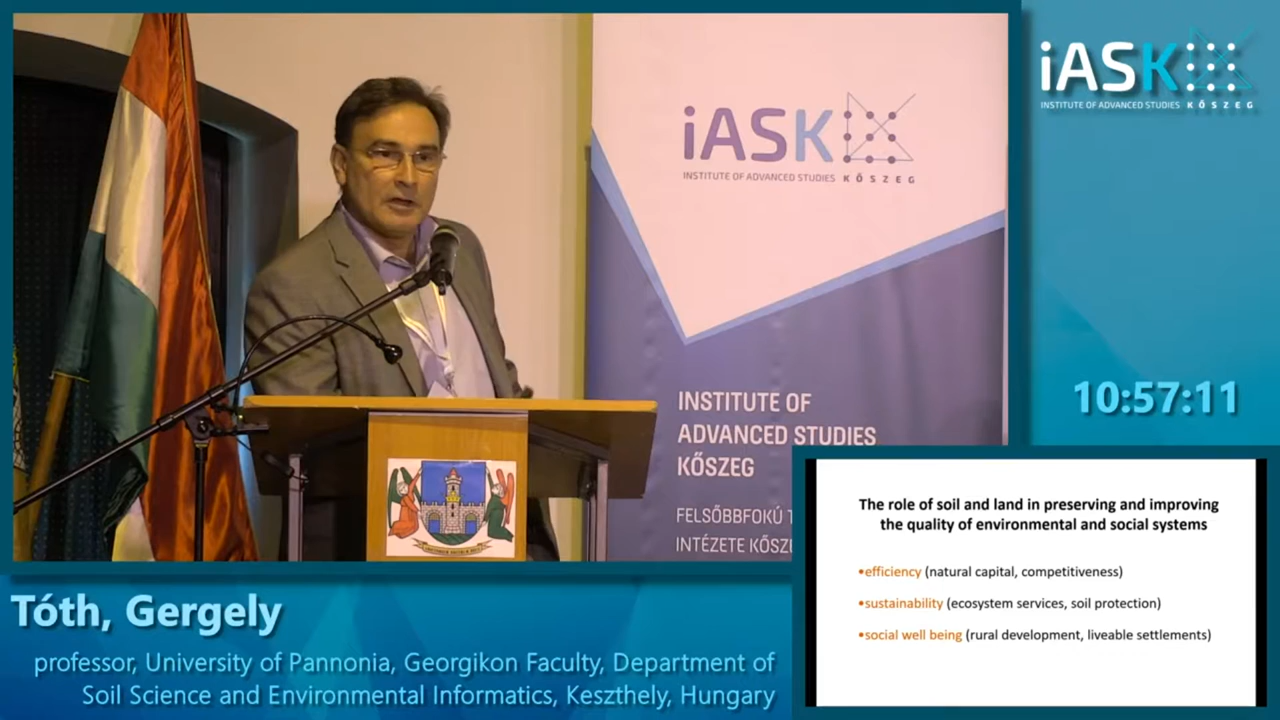 iASK
INSTITUTE OF ADVANCED STUDIES KŐSZEG
iASK
INSTITUTE OF ADVANCED STUDIES KŐSZEG
10:57:11
INSTITUTE OF
ADVANCED STUDIES
KŐSZEG
FELSŐBBFOKÚ T
INTÉZETE KŐSZ
The role of soil and land in preserving and improving
the quality of environmental and social systems
•efficiency (natural capital, competitiveness)
•sustainability (ecosystem services, soil protection)
•social well being (rural development, liveable settlements)
Tóth, Gergely
professor, University of Pannonia, Georgikon Faculty, Department of
Soil Science and Environmental Informatics, Keszthely, Hungary